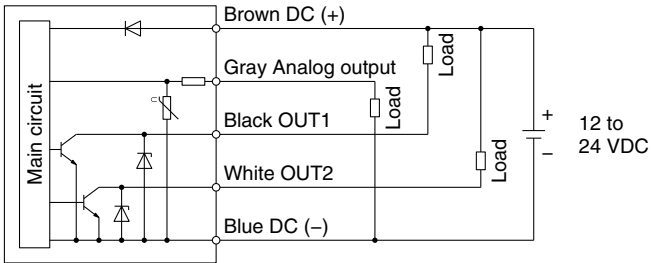 Brown DC (+)
Gray Analog output
Black OUT1
White OUT2
Blue DC (−)
Main circuit
Load
Load
Load
+
−
12 to
24 VDC